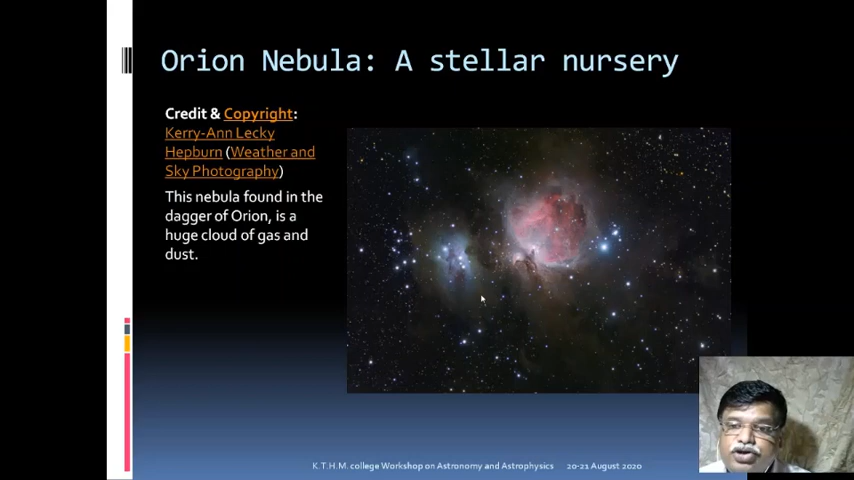 Orion Nebula: A stellar nursery
Credit & Copyright:
Kerry-Ann Lecky
Hepburn (Weather and
Sky Photography)
This nebula found in the
dagger of Orion, is a
huge cloud of gas and
dust.
K.T.H.M. college Workshop on Astronomy and Astrophysics 20-21 August 2020